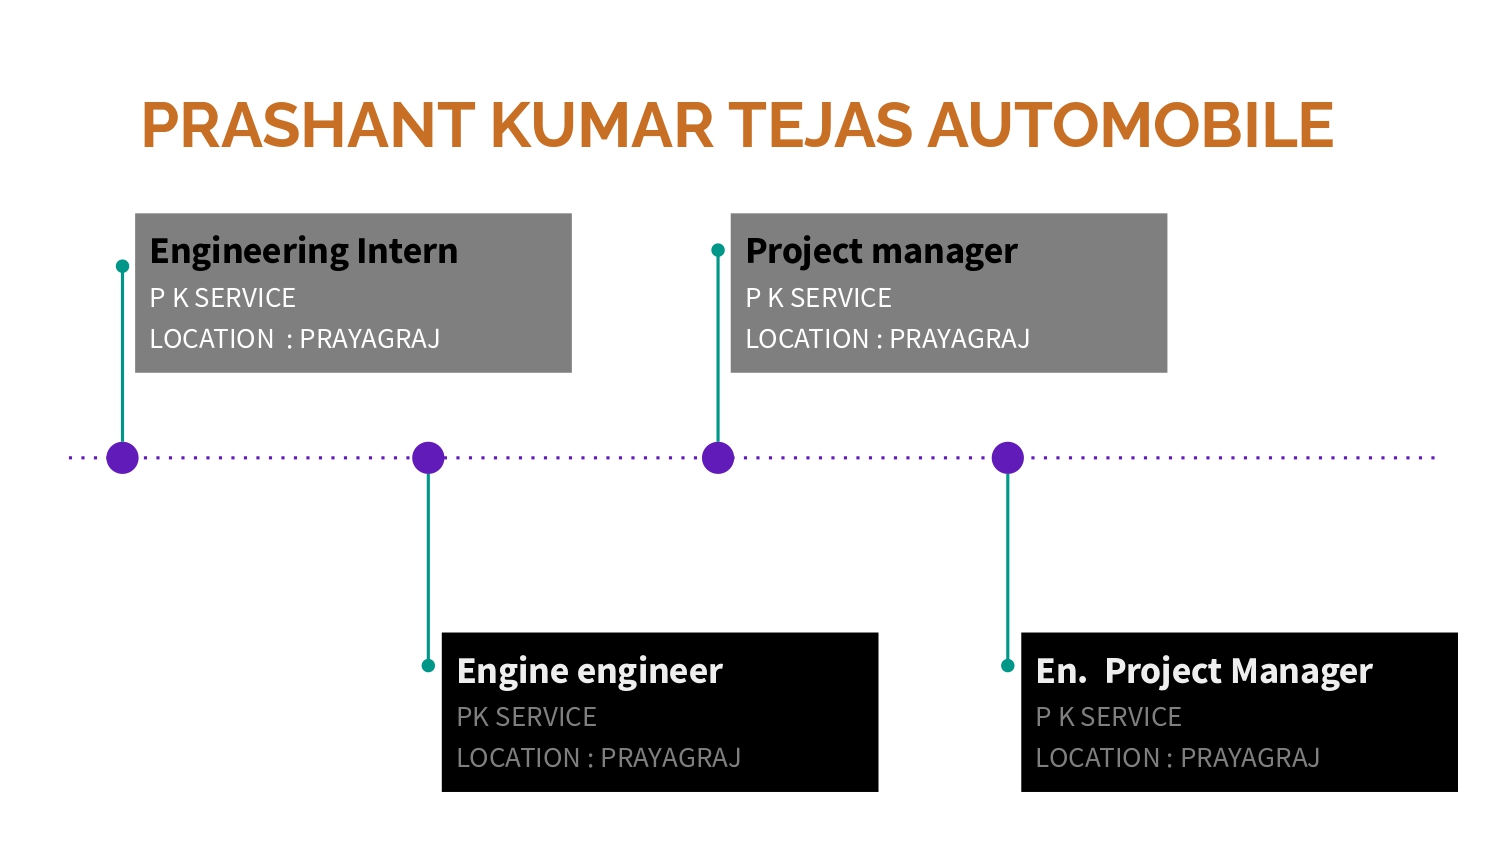 PRASHANT KUMAR TEJAS AUTOMOBILE
Engineering Intern
P K SERVICE
LOCATION : PRAYAGRAJ
Engine engineer
PK SERVICE
LOCATION : PRAYAGRAJ
Project manager
P K SERVICE
LOCATION : PRAYAGRAJ
En. Project Manager
P K SERVICE
LOCATION : PRAYAGRAJ